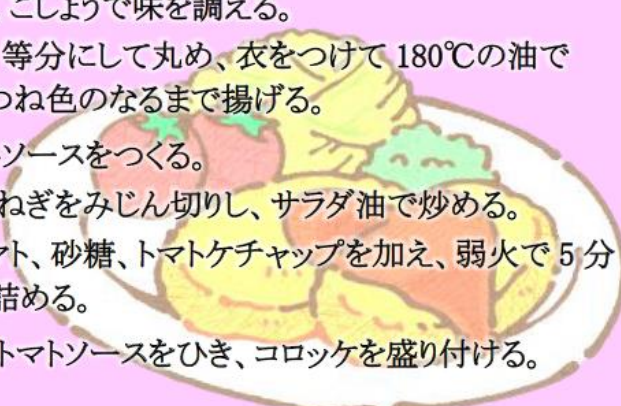 こしょうで味を調える。
等分にして丸め、衣をつけて180℃の油で
つね色のなるまで揚げる。
ソースをつくる。
ねぎをみじん切りし、サラダ油で炒める。
マト、砂糖、トマトケチャップを加え、弱火で5分
詰める。
トマトソースをひき、コロッケを盛り付ける。